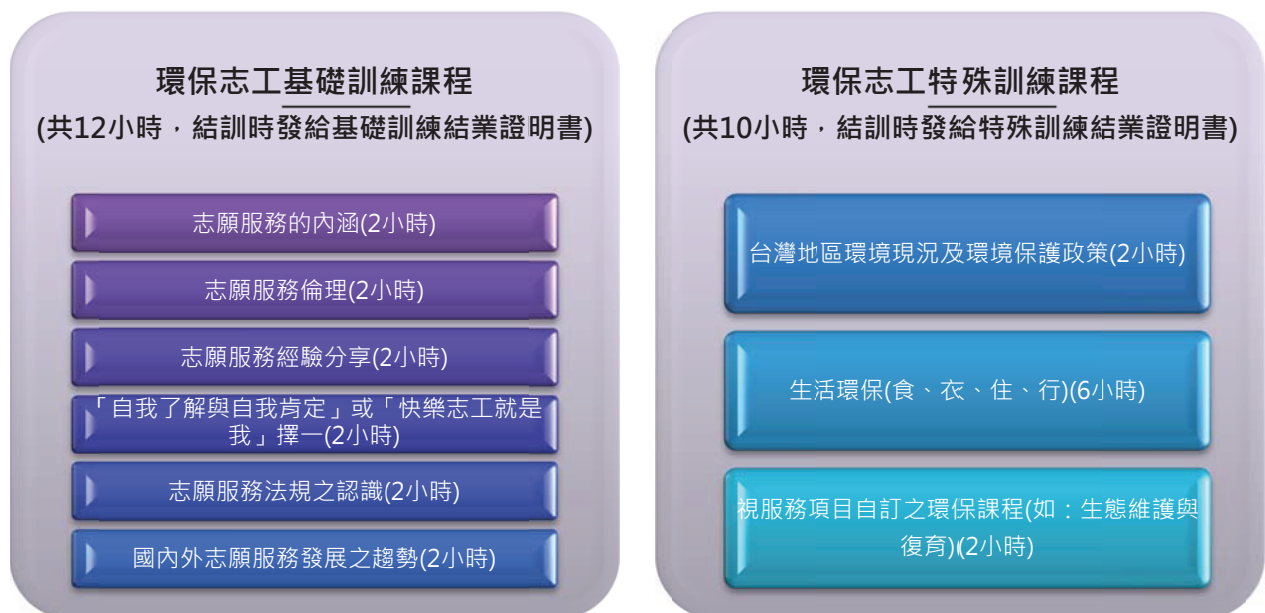 環保志工基礎訓練課程
(共12小時，結訓時發給基礎訓練結業證明書)
志願服務的內涵(2小時)
志願服務倫理(2小時)
志願服務經驗分享(2小時)
「自我了解與自我肯定」或「快樂志工就是
我」擇一(2小時)
志願服務法規之認識(2小時)
國內外志願服務發展之趨勢(2小時)
環保志工特殊訓練課程
(共10小時，結訓時發給特殊訓練結業證明書)
台灣地區環境現況及環境保護政策(2小時)
生活環保(食、衣、住、行)(6小時)
視服務項目自訂之環保課程(如：生態維護與
復育)(2小時)